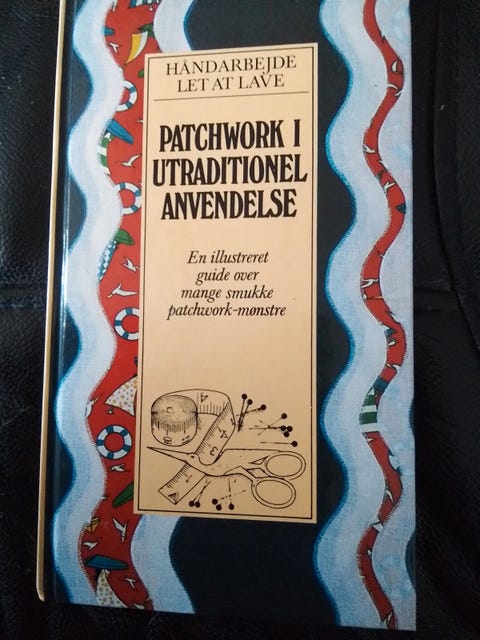 HÅNDARBEJDE
LET AT LAVE
PATCHWORK I
UTRADITIONEL
ANVENDELSE
En illustreret
guide over
mange smukke
patchwork-mønstre